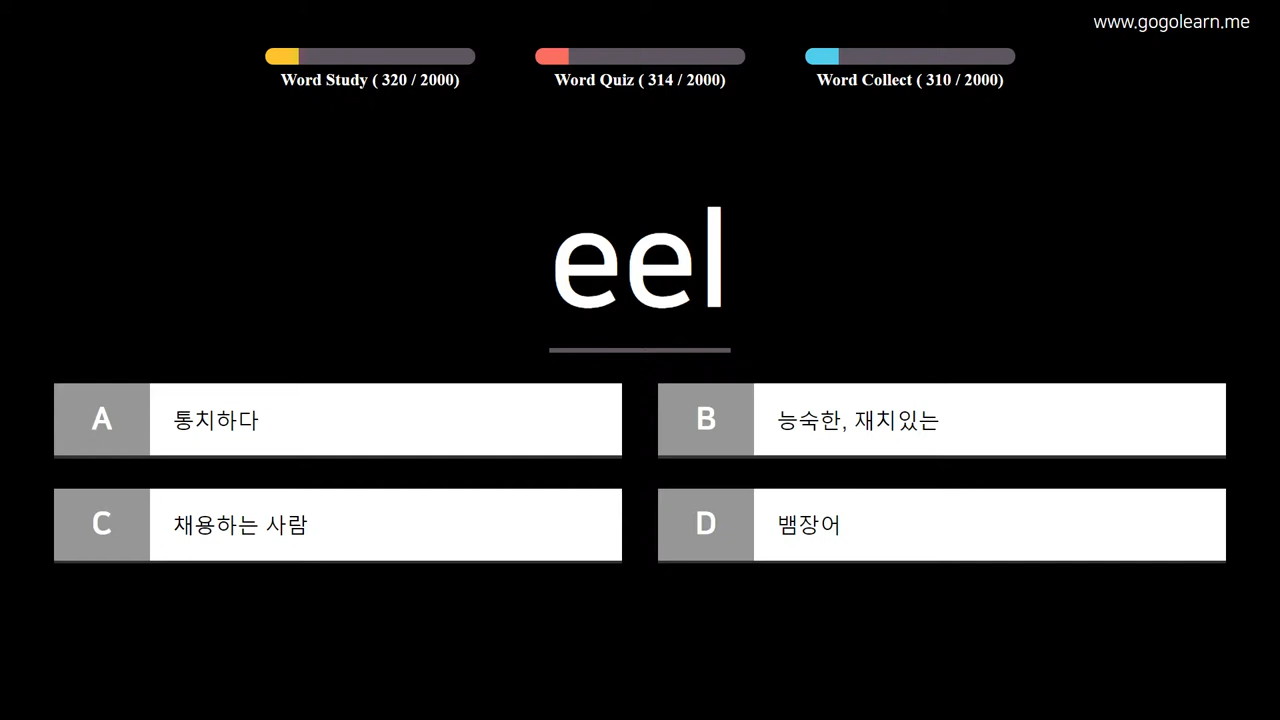 www.gogolearn.me
Word Study ( 320 / 2000)
Word Quiz ( 314 / 2000)
Word Collect ( 310 / 2000)
eel
A 통치하다
B 능숙한, 재치있는
C 채용하는 사람
D 뱀장어